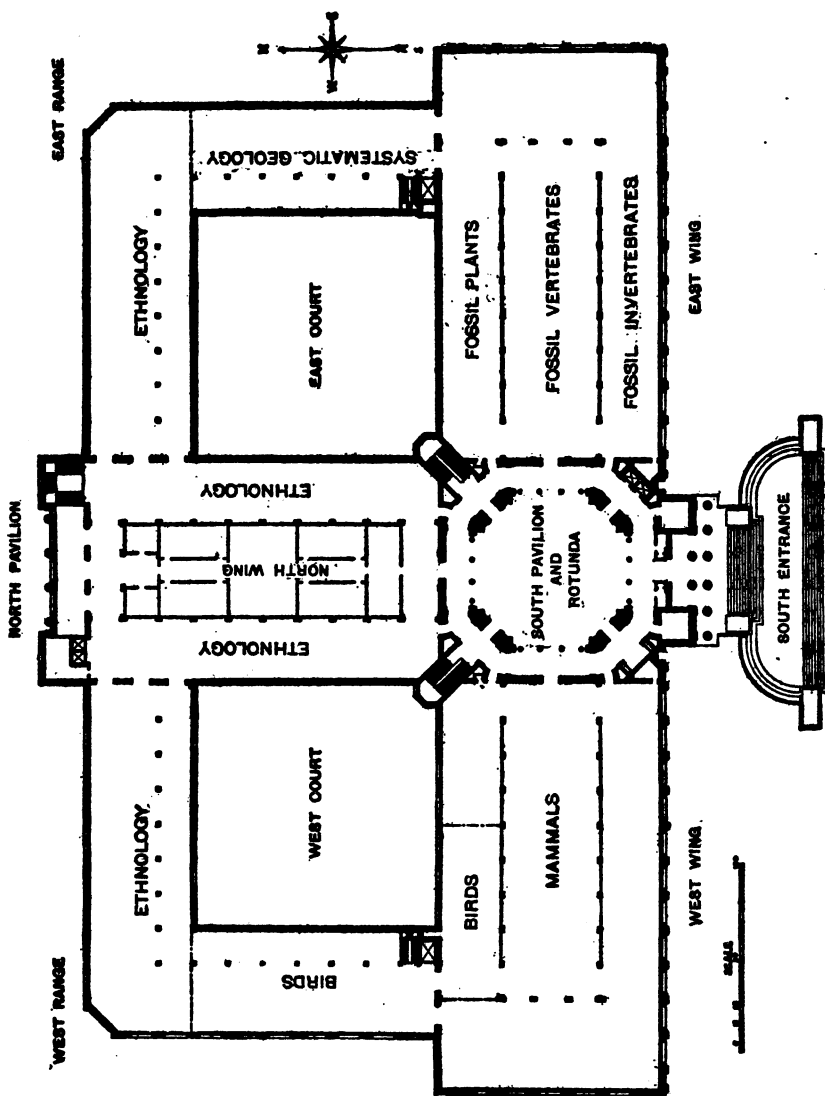 NORTH PAVILION
WEST RANGE
EAST RANGE
ETHNOLOGY
ETHNOLOGY
BIRDS
WEST COURT
ETHNOLOGY
NORTH WING
ETHNOLOGY
EAST COURT
SYSTEMATIC GEOLOGY
BIRDS
MAMMALS
SOUTH PAVILION
AND
ROTUNDA
FOSSIL PLANTS
FOSSIL VERTEBRATES
FOSSIL INVERTEBRATES
WEST WING
EAST WING
SOUTH ENTRANCE
SCALE
N
E
S
W